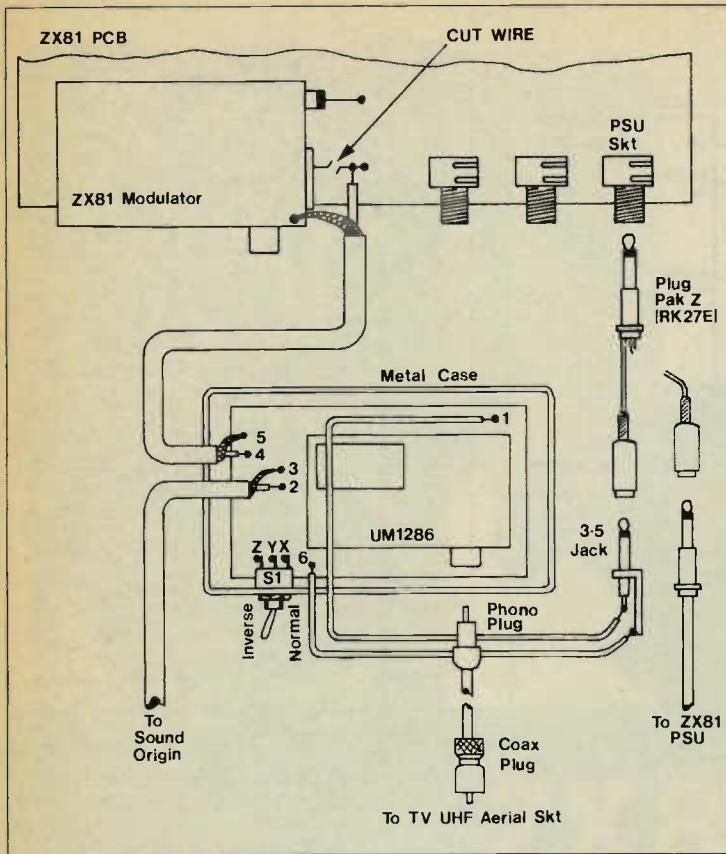 ZX81 PCB
CUT WIRE
PSU
Skt
ZX81 Modulator
Plug
Pak Z
[RK27E]
Metal Case
1
5
4
3
2
UM1286
3·5
Jack
Z Y X
6
S1
Inverse
Normal
Phono
Plug
To
Sound
Origin
To ZX81
PSU
Coax
Plug
To TV UHF Aerial Skt